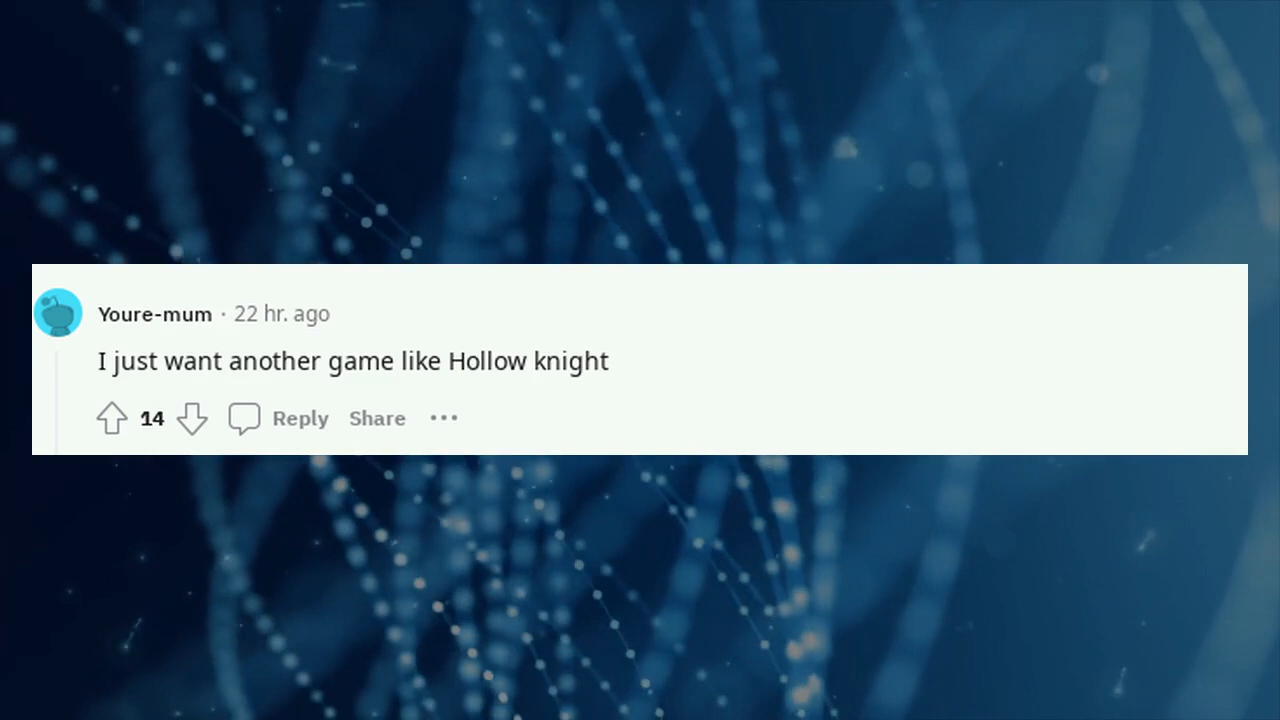 Youre-mum · 22 hr. ago
I just want another game like Hollow knight
14 Reply Share ···